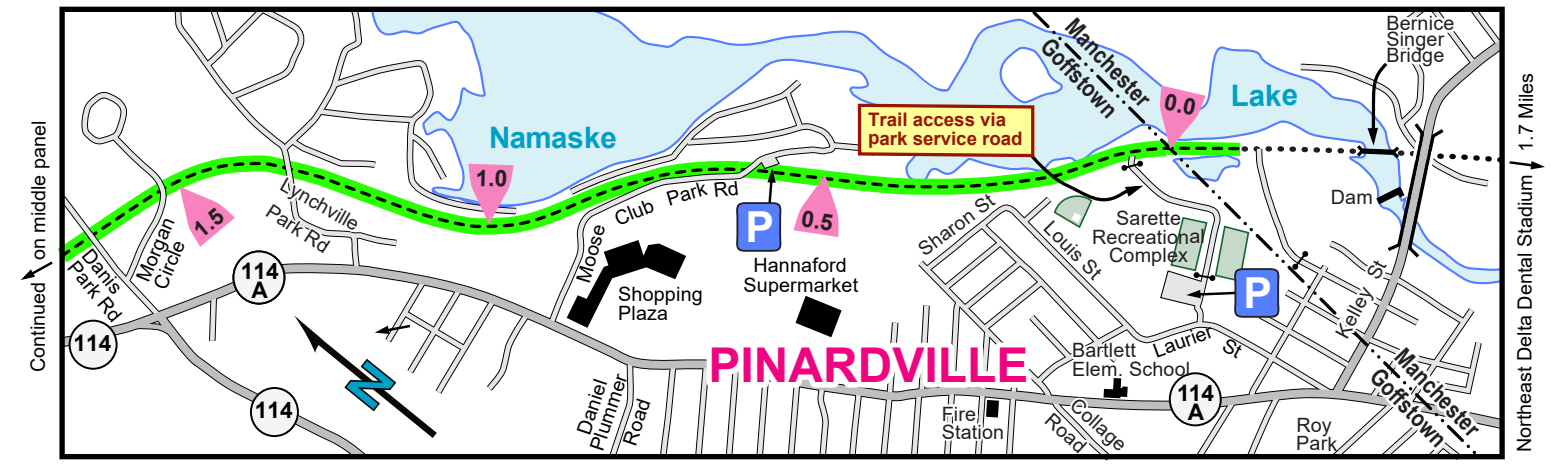 Continued on middle panel
Bernice
Singer
Bridge
Manchester
Goffstown
0.0
Lake
Trail access via
park service road
Namaske
1.0
0.5
1.5
Lynchville
Park Rd
Morgan
Circle
Danis
Park Rd
Moose Club Park Rd
P
Sharon St
Louis St
Sarette
Recreational
Complex
Dam
Hannaford
Supermarket
Shopping
Plaza
P
114
A
114
114
N
PINARDVILLE
Laurier St
Kelley St
Bartlett
Elem. School
114
A
Daniel
Plummer
Road
Fire
Station
Collage
Road
Roy
Park
Manchester
Goffstown
Northeast Delta Dental Stadium 1.7 Miles